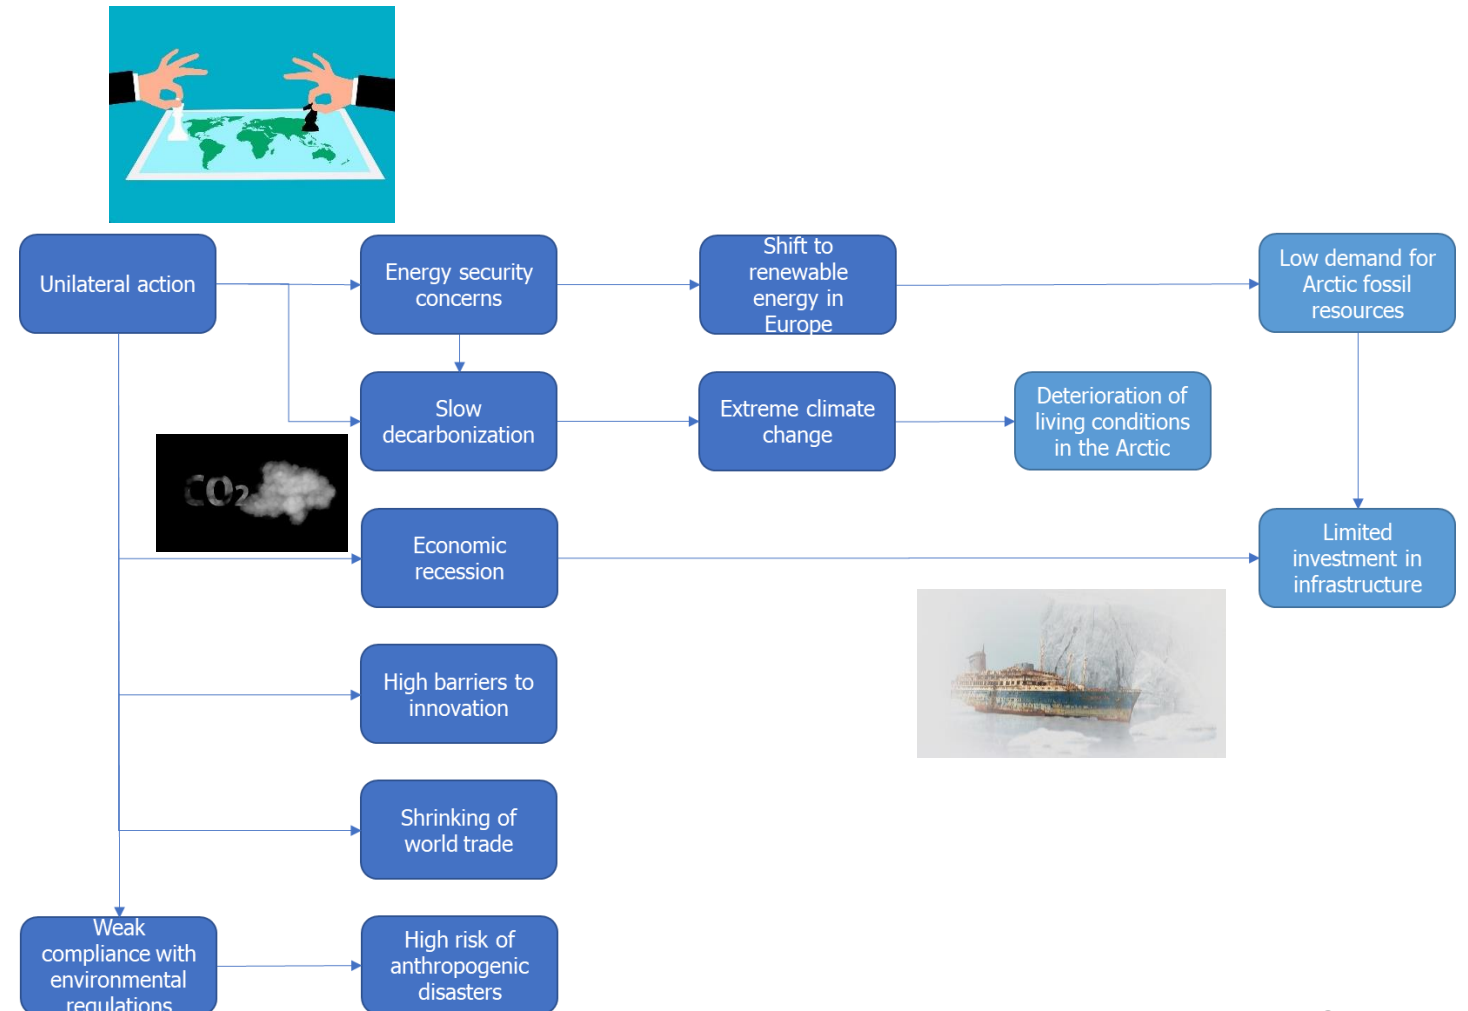 Unilateral action
Energy security
concerns
Shift to
renewable
energy in
Europe
Low demand for
Arctic fossil
resources
Slow
decarbonization
Extreme climate
change
Deterioration of
living conditions
in the Arctic
CO2
Economic
recession
Limited
investment in
infrastructure
High barriers to
innovation
Shrinking of
world trade
Weak
compliance with
environmental
regulations
High risk of
anthropogenic
disasters